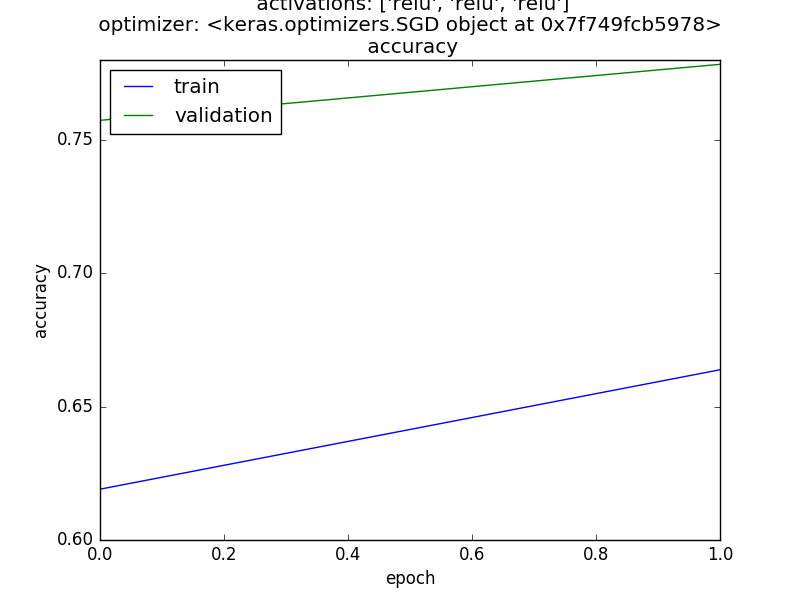 activations: ['relu', 'relu', 'relu']
optimizer: <keras.optimizers.SGD object at 0x7f749fcb5978>
accuracy
train
validation
0.75
0.70
0.65
0.60
accuracy
0.0 0.2 0.4 0.6 0.8 1.0
epoch